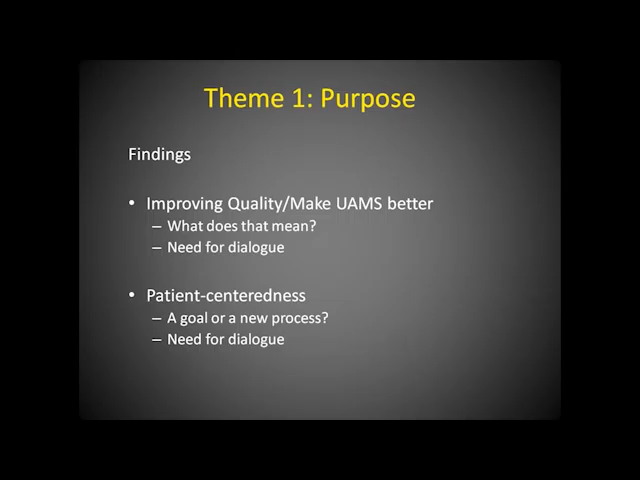 Theme 1: Purpose
Findings
• Improving Quality/Make UAMS better
– What does that mean?
– Need for dialogue
• Patient-centeredness
– A goal or a new process?
– Need for dialogue